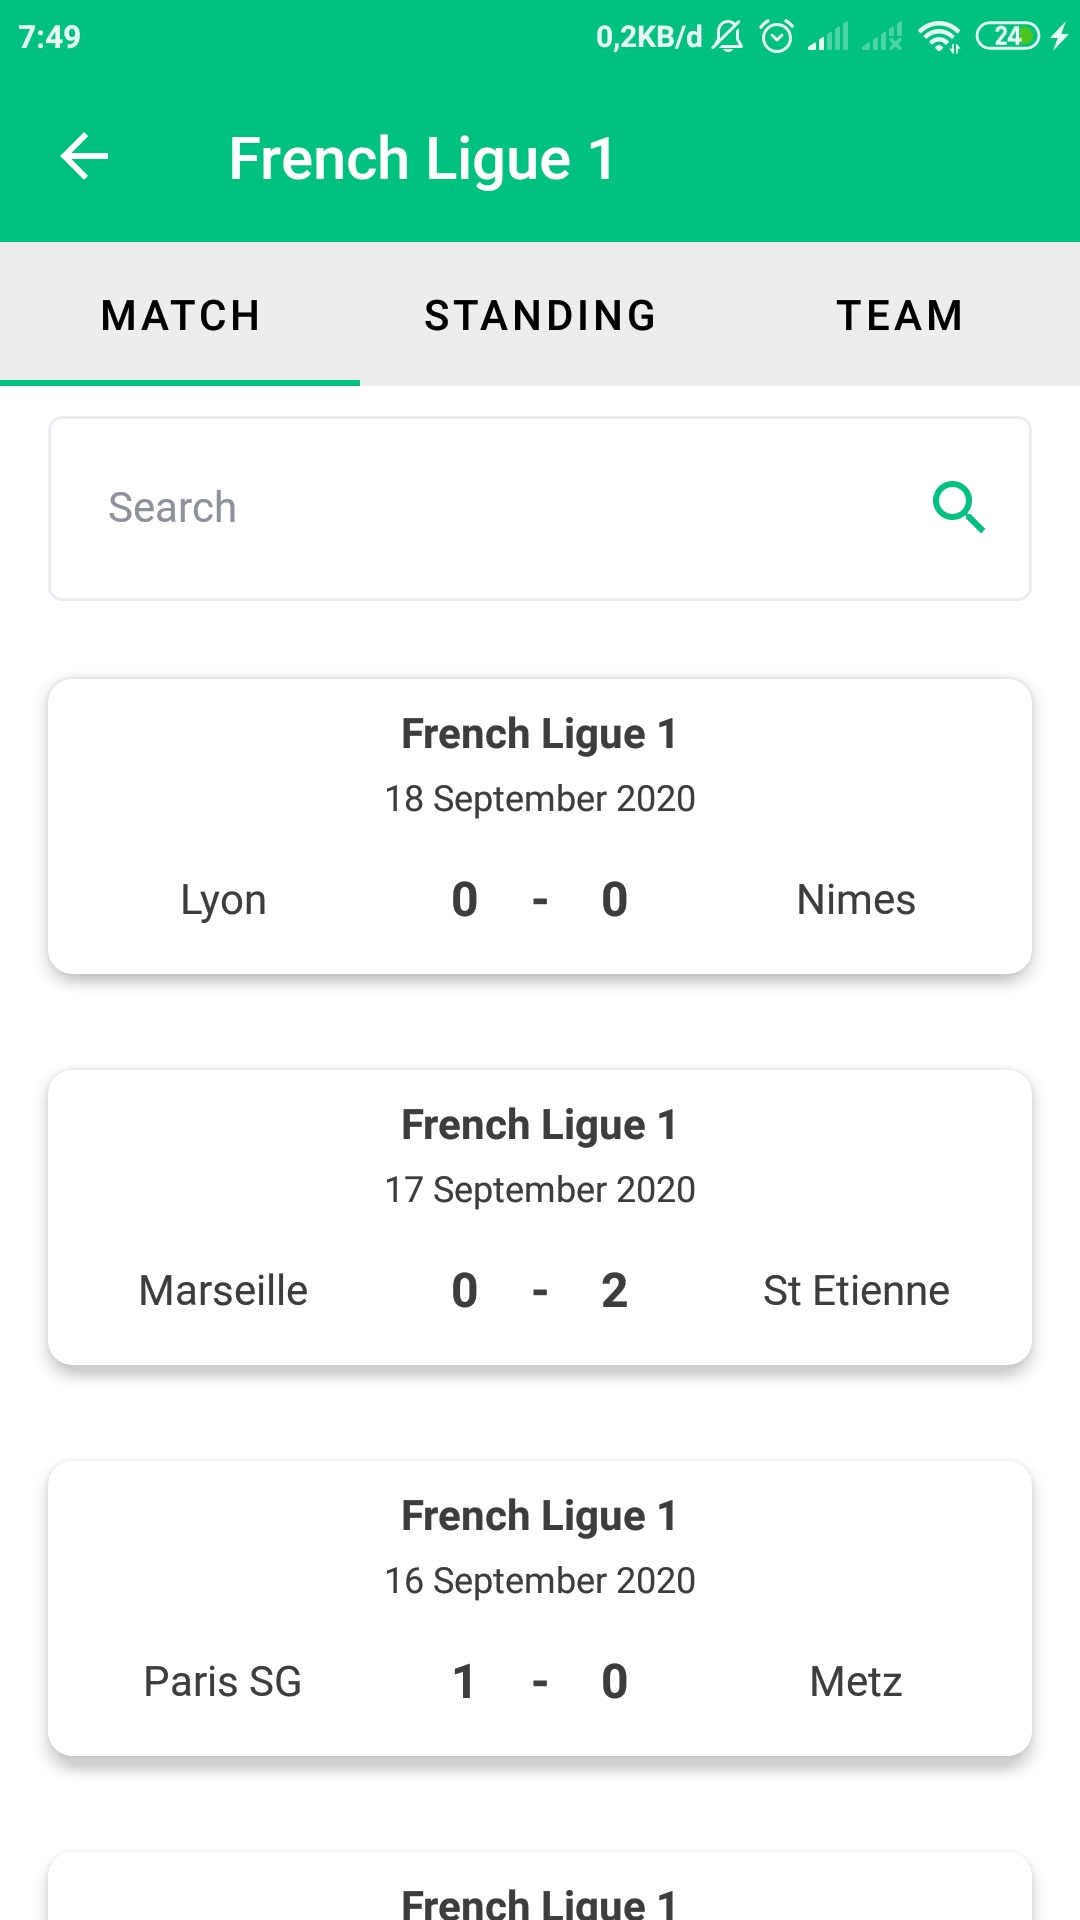 7:49 0,2KB/d 24
French Ligue 1
MATCH STANDING TEAM
Search
French Ligue 1
18 September 2020
Lyon 0 - 0 Nimes
French Ligue 1
17 September 2020
Marseille 0 - 2 St Etienne
French Ligue 1
16 September 2020
Paris SG 1 - 0 Metz
French Ligue 1